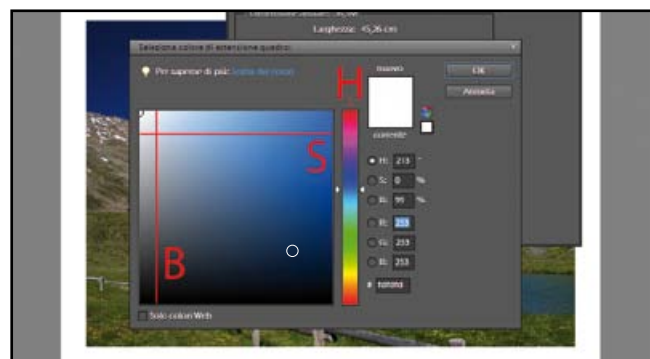 Larghezza: 45,26 cm
Seleziona colore di estensione quadro:
Per saperne di più:
nuovo
OK
Annulla
corrente
H
S
B
H: 213 °
S: 0 %
B: 99 %
R: 253
G: 253
B: 253
#
Solo colori Web